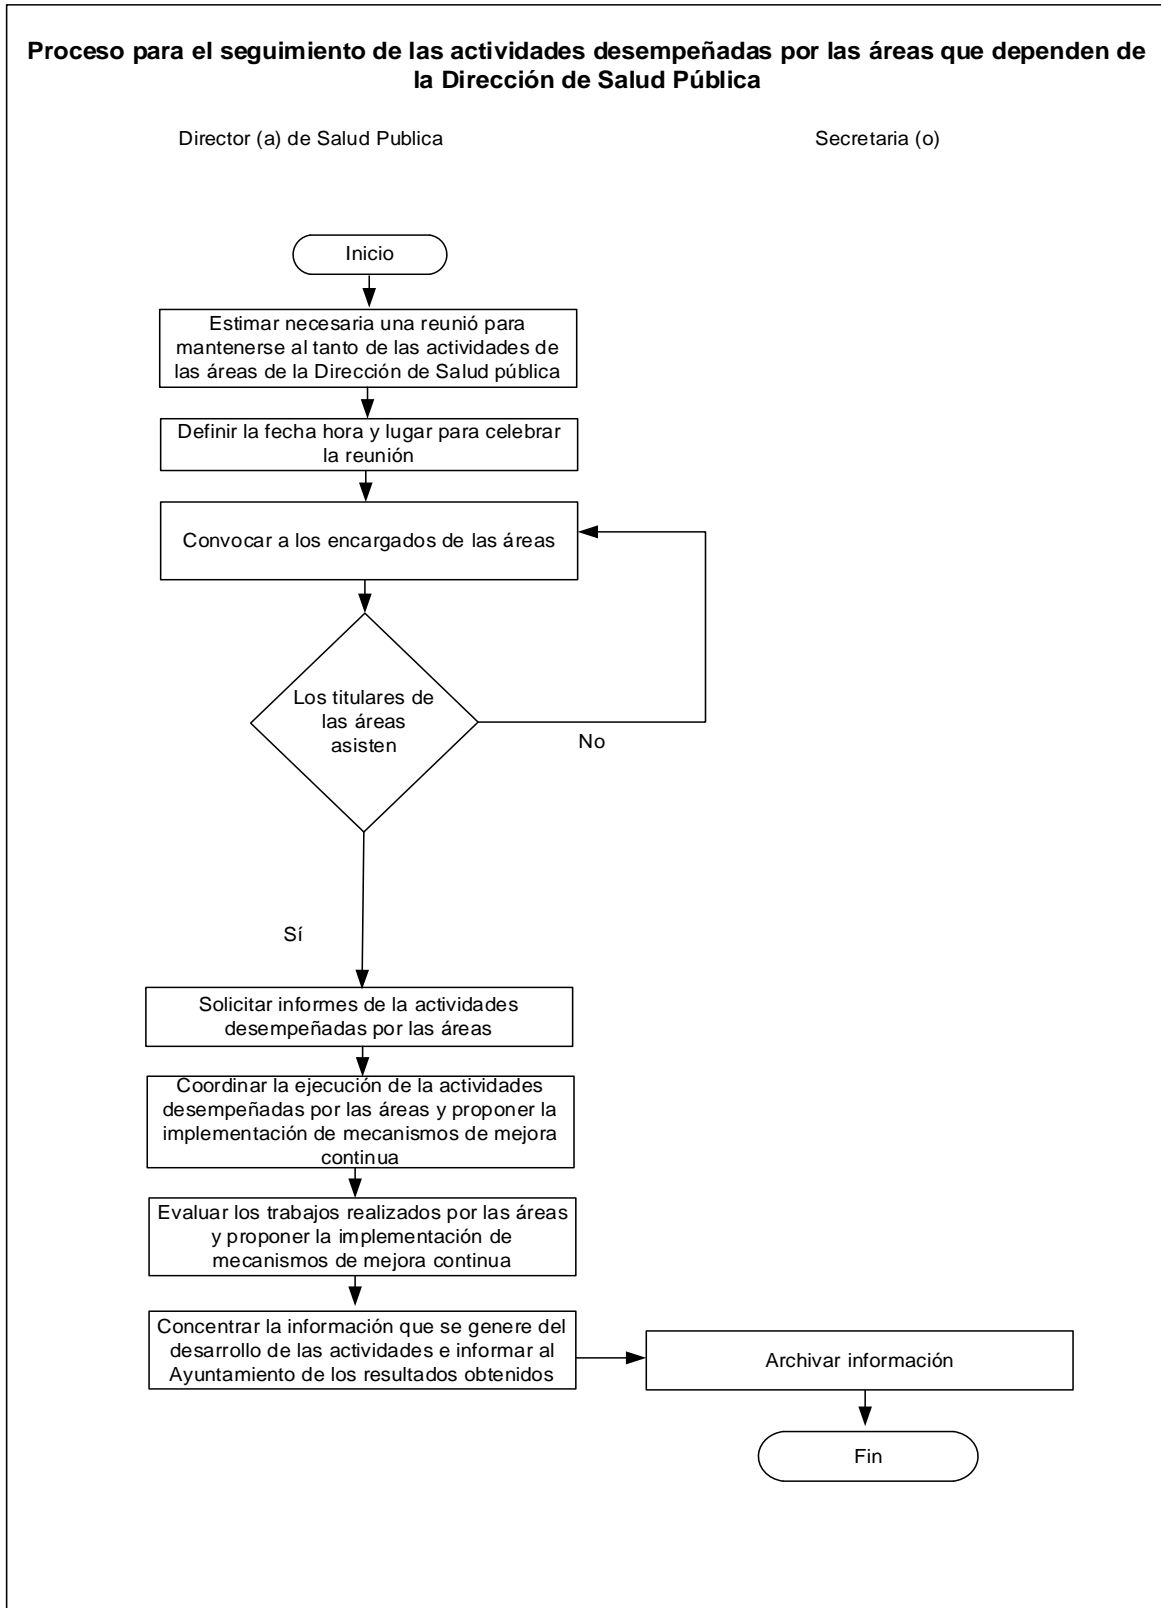 Proceso para el seguimiento de las actividades desempeñadas por las áreas que dependen de
la Dirección de Salud Pública
Director (a) de Salud Publica
Secretaria (o)
Inicio
Estimar necesaria una reunió para
mantenerse al tanto de las actividades de
las áreas de la Dirección de Salud pública
Definir la fecha hora y lugar para celebrar
la reunión
Convocar a los encargados de las áreas
Los titulares de
las áreas
asisten
No
Sí
Solicitar informes de la actividades
desempeñadas por las áreas
Coordinar la ejecución de la actividades
desempeñadas por las áreas y proponer la
implementación de mecanismos de mejora
continua
Evaluar los trabajos realizados por las áreas
y proponer la implementación de
mecanismos de mejora continua
Concentrar la información que se genere del
desarrollo de las actividades e informar al
Ayuntamiento de los resultados obtenidos
Archivar información
Fin